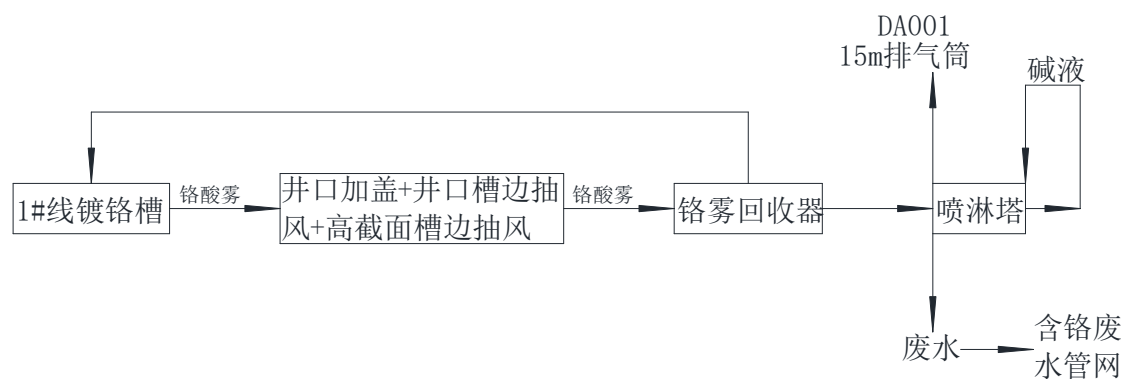 DA001
15m排气筒
碱液
1#线镀铬槽
铬酸雾
井口加盖+井口槽边抽
风+高截面槽边抽风
铬酸雾
铬雾回收器
喷淋塔
废水
含铬废
水管网